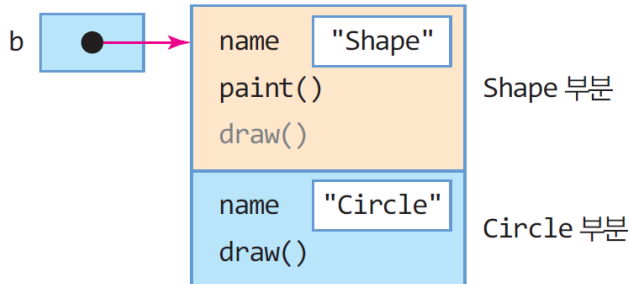 b
name "Shape"
paint()
draw()
Shape 부분
name "Circle"
draw()
Circle 부분